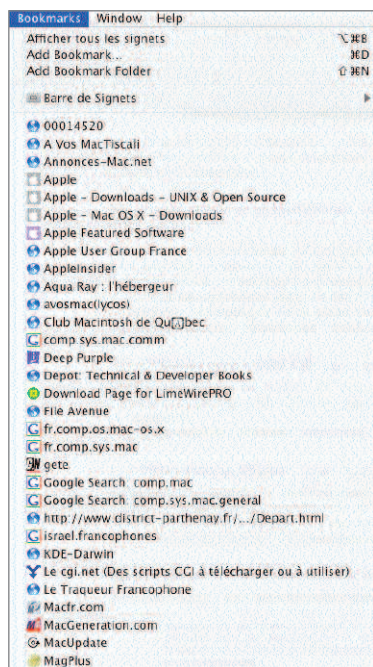 Bookmarks Window Help
Afficher tous les signets ⌥⌘B
Add Bookmark... ⌘D
Add Bookmark Folder ⇧⌘N
Barre de Signets
00014520
A Vos MacTiscali
Annonces-Mac.net
Apple
Apple - Downloads - UNIX & Open Source
Apple - Mac OS X - Downloads
Apple Featured Software
Apple User Group France
AppleInsider
Aqua Ray : l'hébergeur
avosmac(lycos)
Club Macintosh de Qu⍰bec
comp.sys.mac.comm
Deep Purple
Depot: Technical & Developer Books
Download Page for LimeWirePRO
File Avenue
fr.comp.os.mac-os.x
fr.comp.sys.mac
gete
Google Search: comp.mac
Google Search: comp.sys.mac.general
http://www.district-parthenay.fr/.../Depart.html
israel.francophones
KDE-Darwin
Le cgi.net (Des scripts CGI à télécharger ou à utiliser)
Le Traqueur Francophone
Macfr.com
MacGeneration.com
MacUpdate
MagPlus